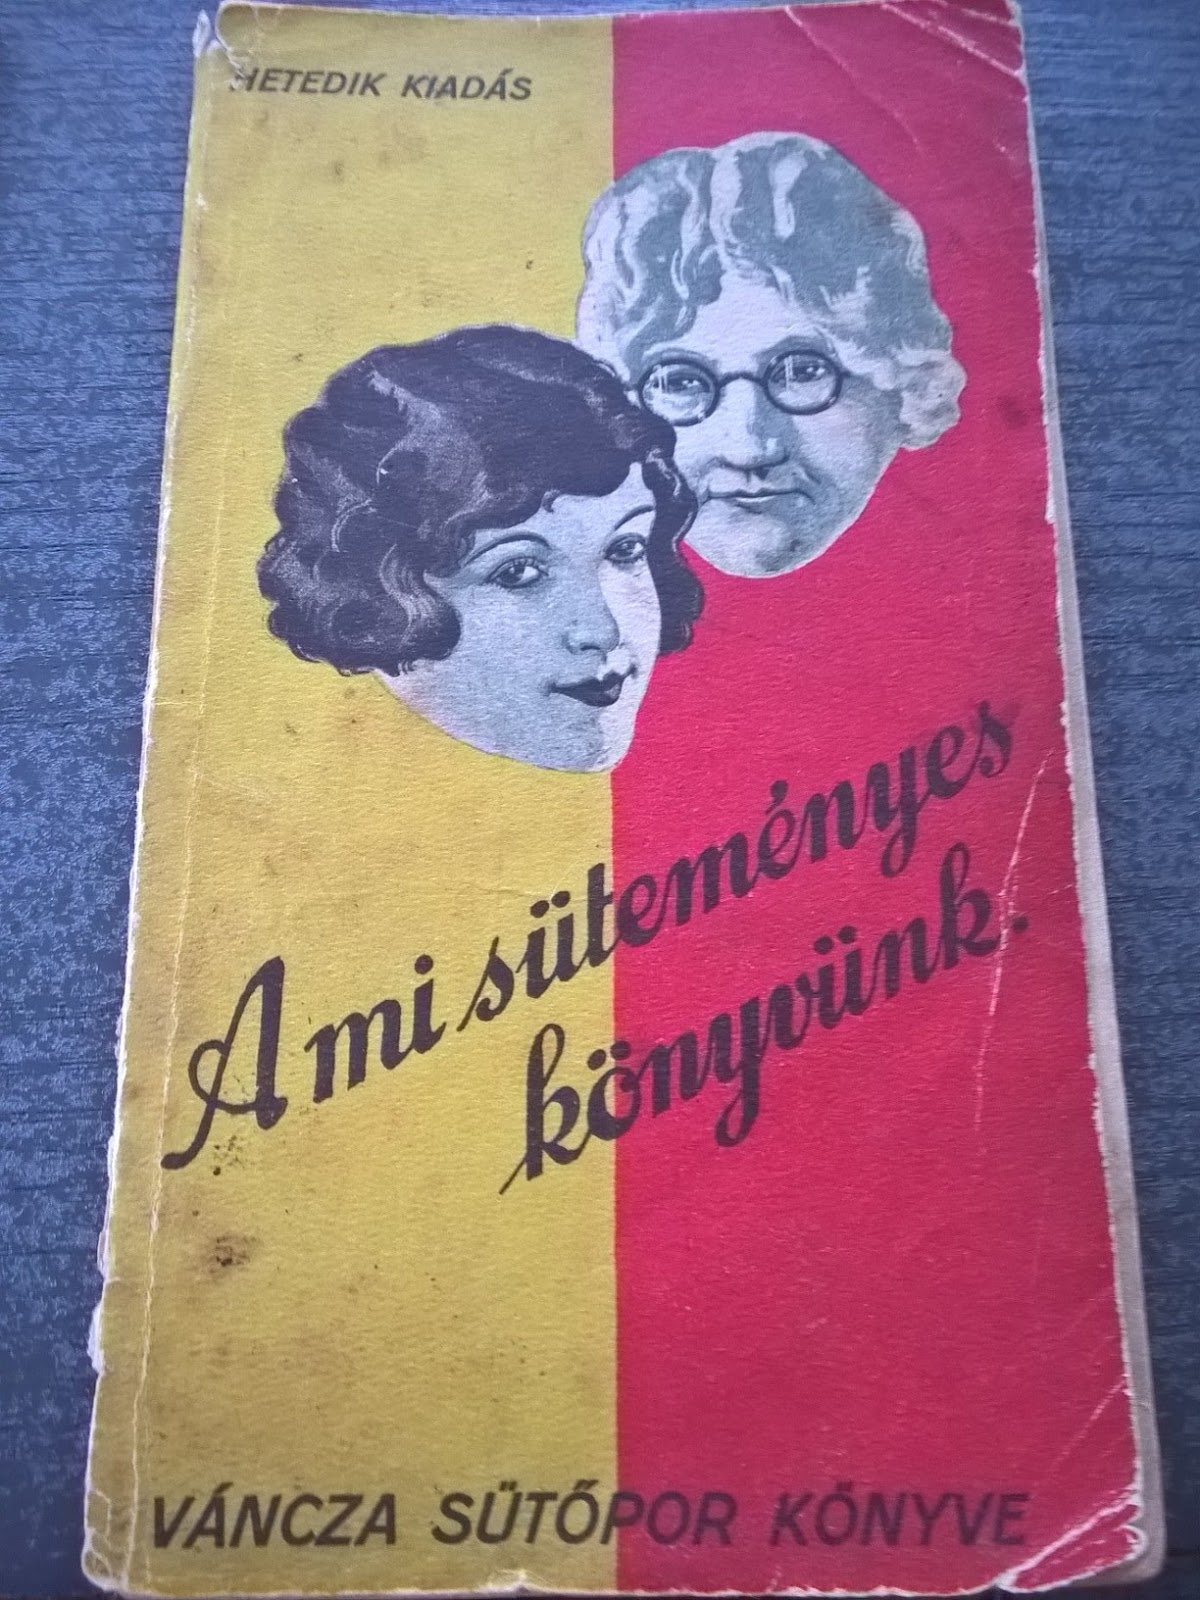 HETEDIK KIADÁS
A mi süteményes
könyvünk.
VÁNCZA SÜTŐPOR KÖNYVE